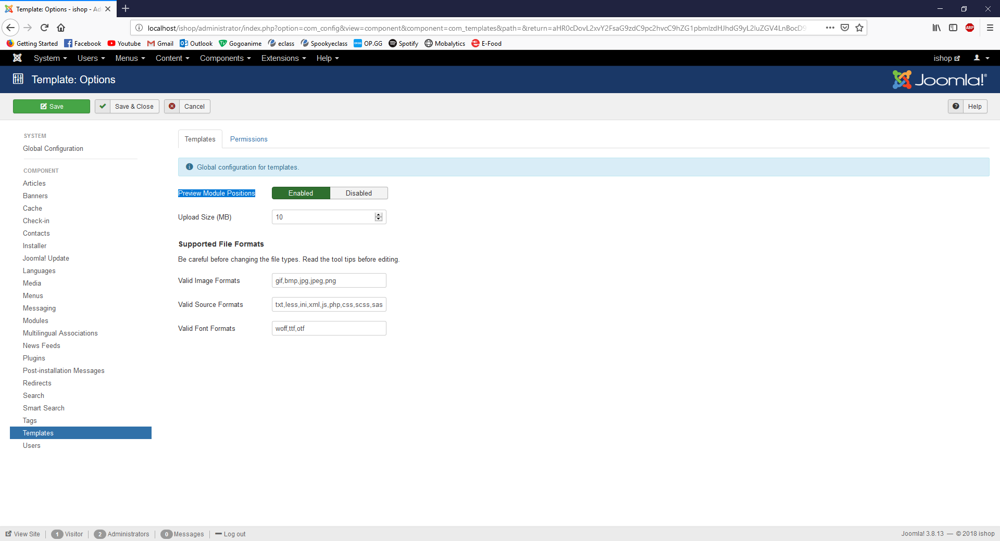 Template: Options - ishop - Ad
localhost/ishop/administrator/index.php?option=com_config&view=component&component=com_templates&path=&return=aHR0cDovL2xvY2FsaG9zdC9pc2hvcC9hZG1pbmlzdHJhdG9yL2luZGV4LnBocD9
ABP
Getting Started Facebook Youtube Gmail Outlook Gogoanime eclass Spookyeclass OP.GG Spotify Mobalytics E-Food
System Users Menus Content Components Extensions Help ishop
Template: Options Joomla!®
Save Save & Close Cancel Help
SYSTEM
Global Configuration
COMPONENT
Articles
Banners
Cache
Check-in
Contacts
Installer
Joomla! Update
Languages
Media
Menus
Messaging
Modules
Multilingual Associations
News Feeds
Plugins
Post-installation Messages
Redirects
Search
Smart Search
Tags
Templates
Users
Templates Permissions
Global configuration for templates.
Preview Module Positions Enabled Disabled
Upload Size (MB) 10
Supported File Formats
Be careful before changing the file types. Read the tool tips before editing.
Valid Image Formats gif,bmp,jpg,jpeg,png
Valid Source Formats txt,less,ini,xml,js,php,css,scss,sas
Valid Font Formats woff,ttf,otf
View Site 1 Visitor 2 Administrators 0 Messages Log out Joomla! 3.8.13 — © 2018 ishop